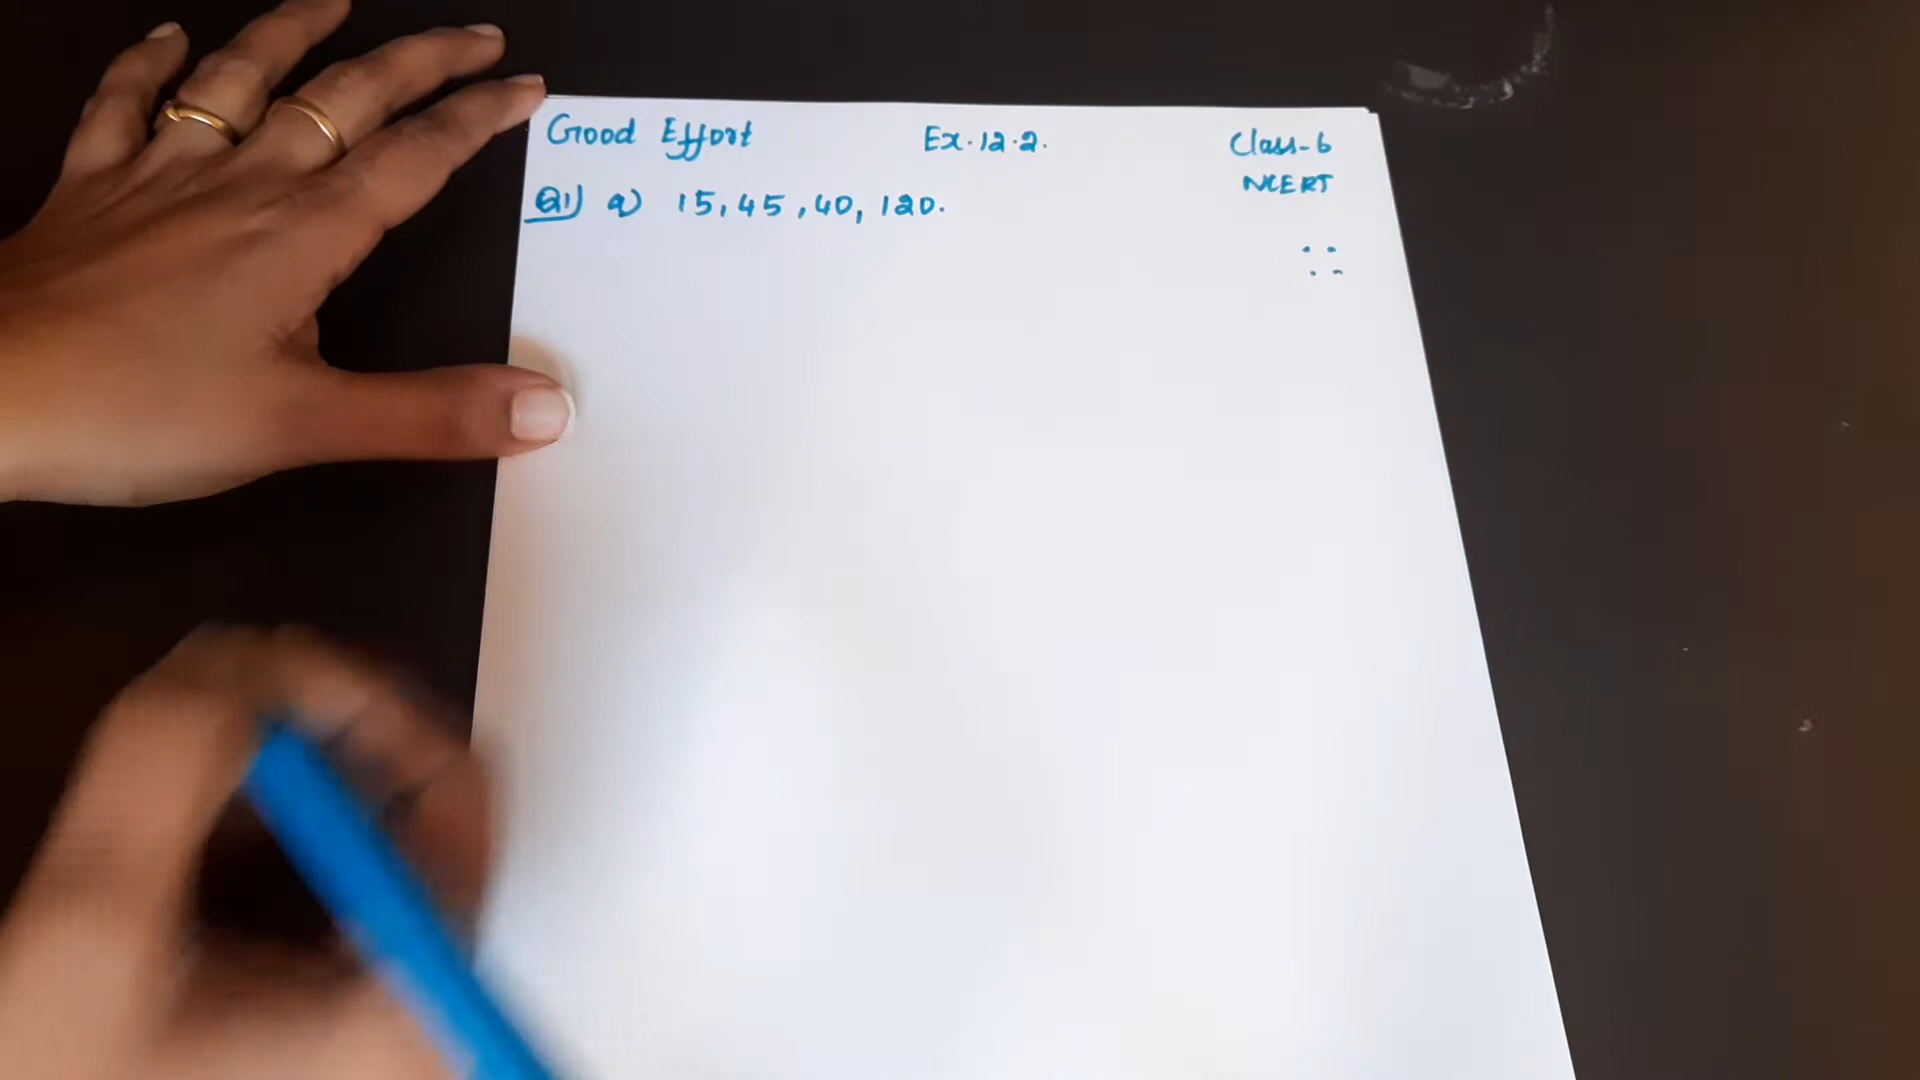 Good Effort Ex.12.2. Class-6
NCERT
Q1) a) 15, 45, 40, 120.
: :